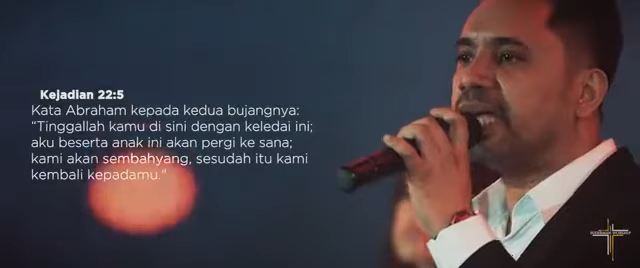 Kejadian 22:5
Kata Abraham kepada kedua bujangnya:
“Tinggallah kamu di sini dengan keledai ini;
aku beserta anak ini akan pergi ke sana;
kami akan sembahyang, sesudah itu kami
kembali kepadamu."